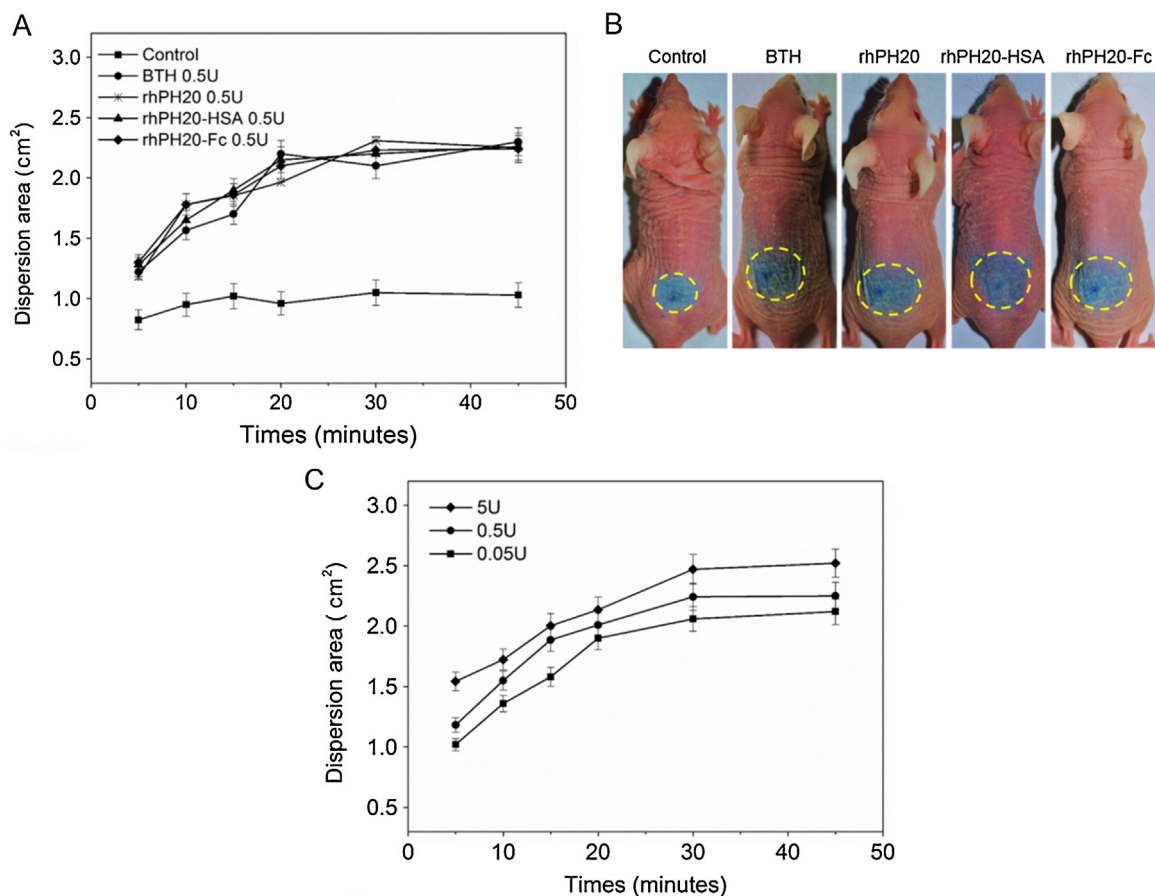 A
Dispersion area (cm²)
3.0
2.5
2.0
1.5
1.0
0.5
Control
BTH 0.5U
rhPH20 0.5U
rhPH20-HSA 0.5U
rhPH20-Fc 0.5U
0 10 20 30 40 50
Times (minutes)
B
Control BTH rhPH20 rhPH20-HSA rhPH20-Fc
C
Dispersion area ( cm²)
3.0
2.5
2.0
1.5
1.0
0.5
5U
0.5U
0.05U
0 10 20 30 40 50
Times (minutes)